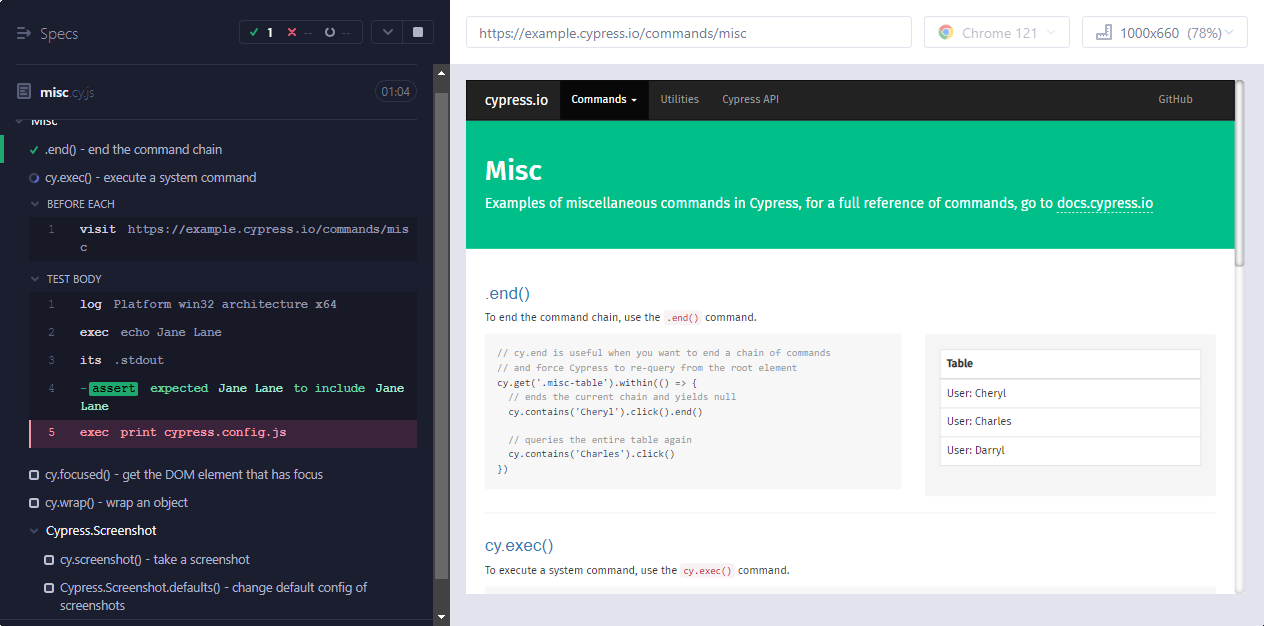 Specs
1 -- --
misc.cy.js 01:04
Misc
.end() - end the command chain
cy.exec() - execute a system command
BEFORE EACH
1 visit https://example.cypress.io/commands/mis
c
TEST BODY
1 log Platform win32 architecture x64
2 exec echo Jane Lane
3 its .stdout
4 -assert expected Jane Lane to include Jane
Lane
5 exec print cypress.config.js
cy.focused() - get the DOM element that has focus
cy.wrap() - wrap an object
Cypress.Screenshot
cy.screenshot() - take a screenshot
Cypress.Screenshot.defaults() - change default config of
screenshots
https://example.cypress.io/commands/misc
Chrome 121
1000x660 (78%)
cypress.io Commands Utilities Cypress API GitHub
Misc
Examples of miscellaneous commands in Cypress, for a full reference of commands, go to docs.cypress.io
.end()
To end the command chain, use the .end() command.
// cy.end is useful when you want to end a chain of commands
// and force Cypress to re-query from the root element
cy.get('.misc-table').within(() => {
// ends the current chain and yields null
cy.contains('Cheryl').click().end()
// queries the entire table again
cy.contains('Charles').click()
})
Table
User: Cheryl
User: Charles
User: Darryl
cy.exec()
To execute a system command, use the cy.exec() command.